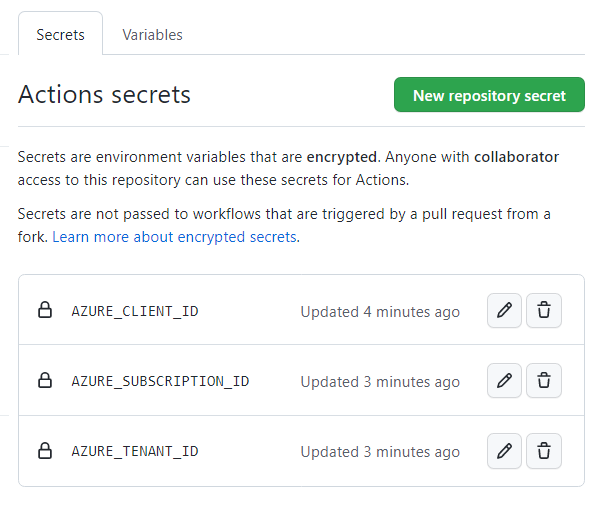 Secrets
Variables
Actions secrets
New repository secret
Secrets are environment variables that are encrypted. Anyone with collaborator
access to this repository can use these secrets for Actions.
Secrets are not passed to workflows that are triggered by a pull request from a
fork. Learn more about encrypted secrets.
AZURE_CLIENT_ID Updated 4 minutes ago
AZURE_SUBSCRIPTION_ID Updated 3 minutes ago
AZURE_TENANT_ID Updated 3 minutes ago